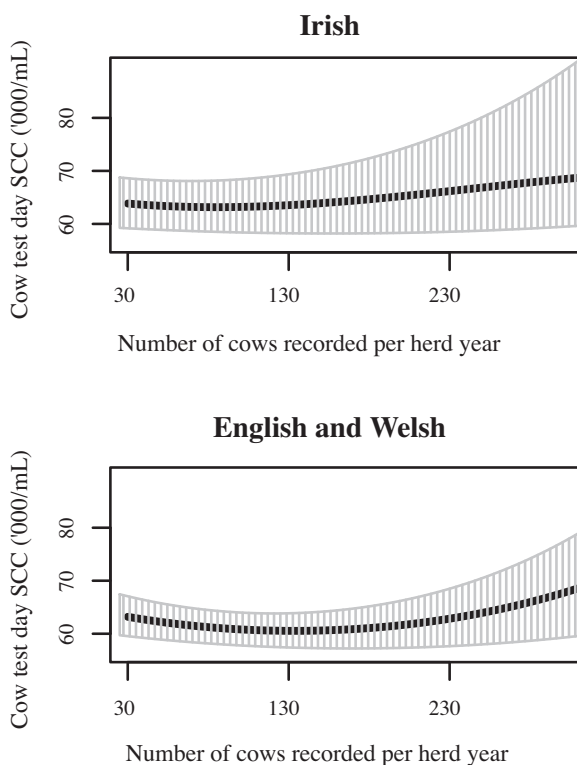 Irish
Cow test day SCC ('000/mL)
80
70
60
30 130 230
Number of cows recorded per herd year
English and Welsh
Cow test day SCC ('000/mL)
80
70
60
30 130 230
Number of cows recorded per herd year